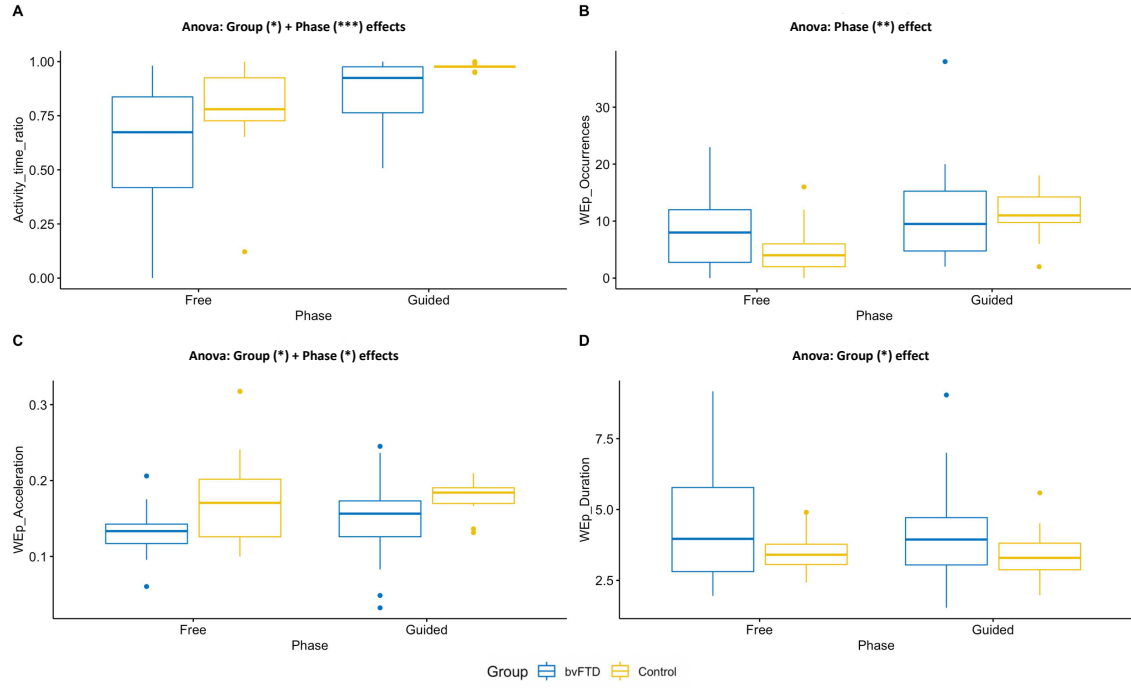 A
Anova: Group (*) + Phase (***) effects
1.00
0.75
0.50
0.25
0.00
Activity_time_ratio
Free
Guided
Phase
B
Anova: Phase (**) effect
30
20
10
0
WEp_Occurrences
Free
Guided
Phase
C
Anova: Group (*) + Phase (*) effects
0.3
0.2
0.1
WEp_Acceleration
Free
Guided
Phase
D
Anova: Group (*) effect
7.5
5.0
2.5
WEp_Duration
Free
Guided
Phase
Group bvFTD Control